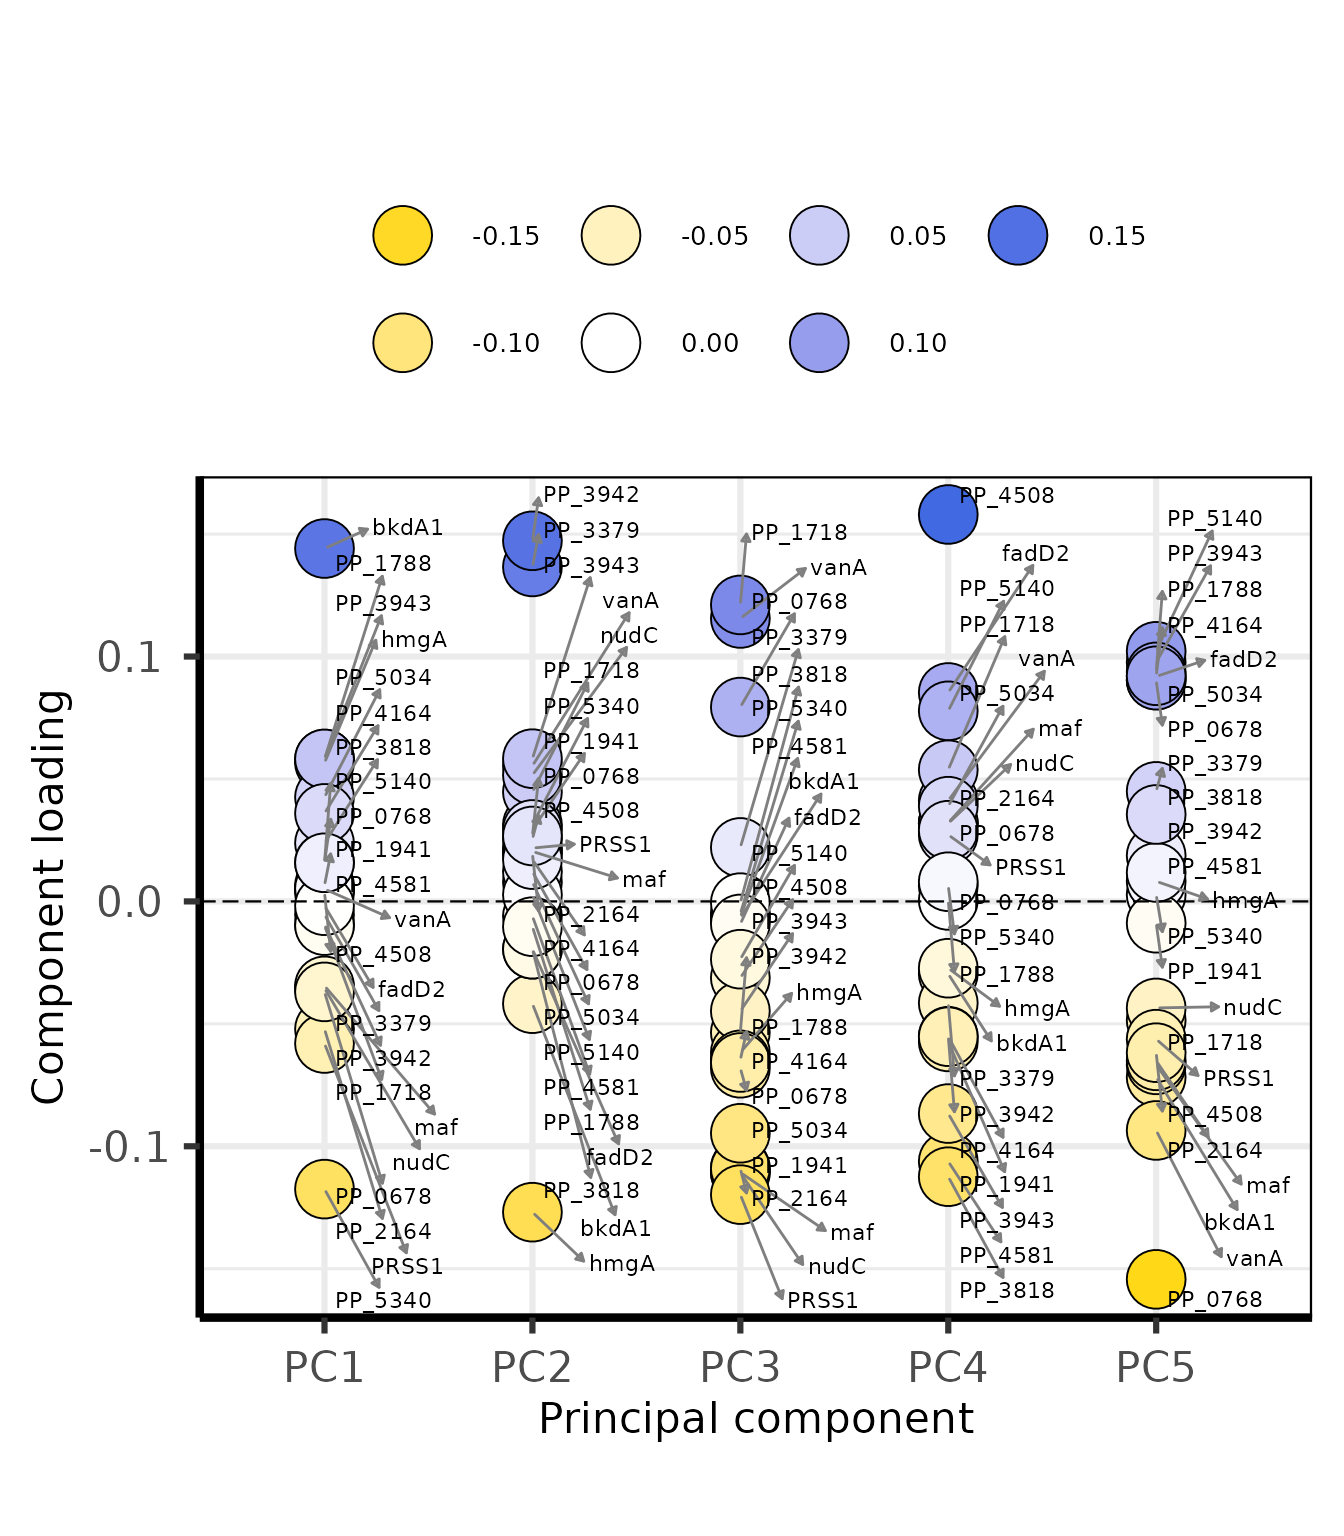 -0.15
-0.05
0.05
0.15
-0.10
0.00
0.10
Component loading
0.1
0.0
-0.1
bkdA1
PP_1788
PP_3943
hmgA
PP_5034
PP_4164
PP_3818
PP_5140
PP_0768
PP_1941
PP_4581
vanA
PP_4508
fadD2
PP_3379
PP_3942
PP_1718
maf
nudC
PP_0678
PP_2164
PRSS1
PP_5340
PP_3942
PP_3379
PP_3943
vanA
nudC
PP_1718
PP_5340
PP_1941
PP_0768
PP_4508
PRSS1
maf
PP_2164
PP_4164
PP_0678
PP_5034
PP_5140
PP_4581
PP_1788
fadD2
PP_3818
bkdA1
hmgA
PP_1718
vanA
PP_0768
PP_3379
PP_3818
PP_5340
PP_4581
bkdA1
fadD2
PP_5140
PP_4508
PP_3943
PP_3942
hmgA
PP_1788
PP_4164
PP_0678
PP_5034
PP_1941
PP_2164
maf
nudC
PRSS1
PP_4508
fadD2
PP_5140
PP_1718
vanA
PP_5034
maf
nudC
PP_2164
PP_0678
PRSS1
PP_0768
PP_5340
PP_1788
hmgA
bkdA1
PP_3379
PP_3942
PP_4164
PP_1941
PP_3943
PP_4581
PP_3818
PP_5140
PP_3943
PP_1788
PP_4164
fadD2
PP_5034
PP_0678
PP_3379
PP_3818
PP_3942
PP_4581
hmgA
PP_5340
PP_1941
nudC
PP_1718
PRSS1
PP_4508
PP_2164
maf
bkdA1
vanA
PP_0768
PC1
PC2
PC3
PC4
PC5
Principal component